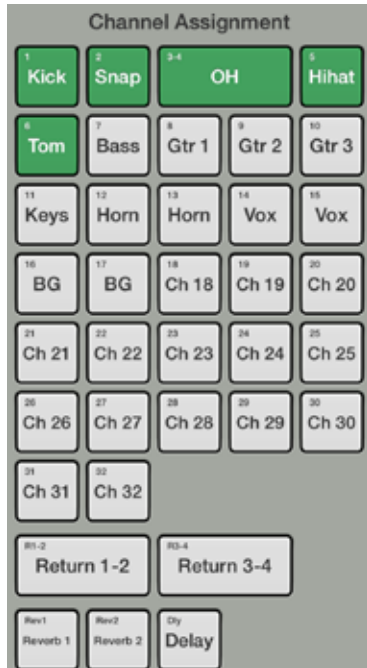 Channel Assignment
1 2 3-4 5
Kick Snap OH Hihat
6 7 8 9 10
Tom Bass Gtr 1 Gtr 2 Gtr 3
11 12 13 14 15
Keys Horn Horn Vox Vox
16 17 18 19 20
BG BG Ch 18 Ch 19 Ch 20
21 22 23 24 25
Ch 21 Ch 22 Ch 23 Ch 24 Ch 25
26 27 28 29 30
Ch 26 Ch 27 Ch 28 Ch 29 Ch 30
31 32
Ch 31 Ch 32
R1-2 R3-4
Return 1-2 Return 3-4
Rev1 Rev2 Dly
Reverb 1 Reverb 2 Delay